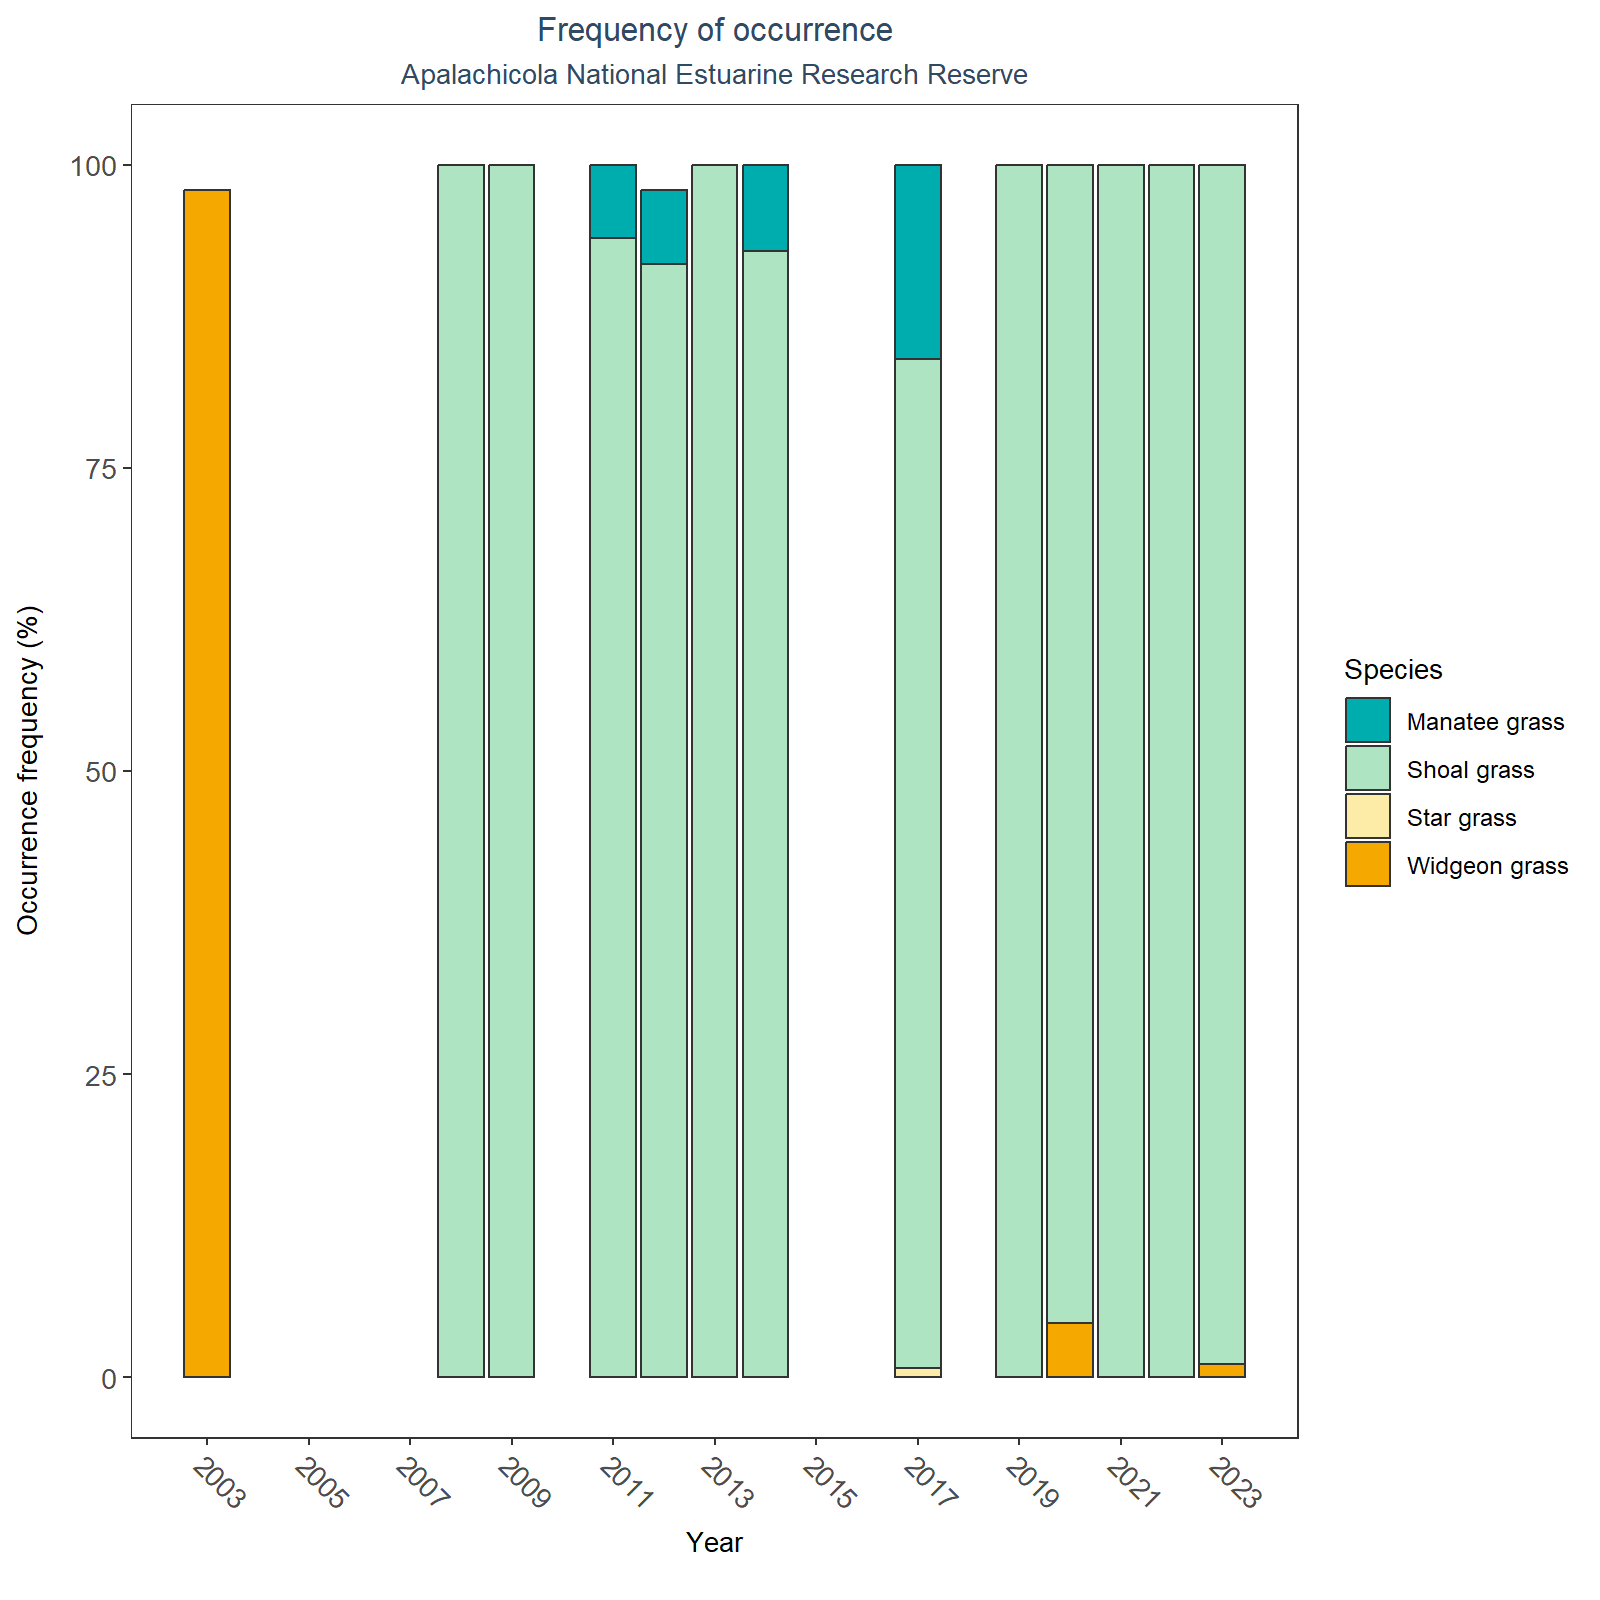 Frequency of occurrence
Apalachicola National Estuarine Research Reserve
Occurrence frequency (%)
100
75
50
25
0
2003
2005
2007
2009
2011
2013
2015
2017
2019
2021
2023
Year
Species
Manatee grass
Shoal grass
Star grass
Widgeon grass